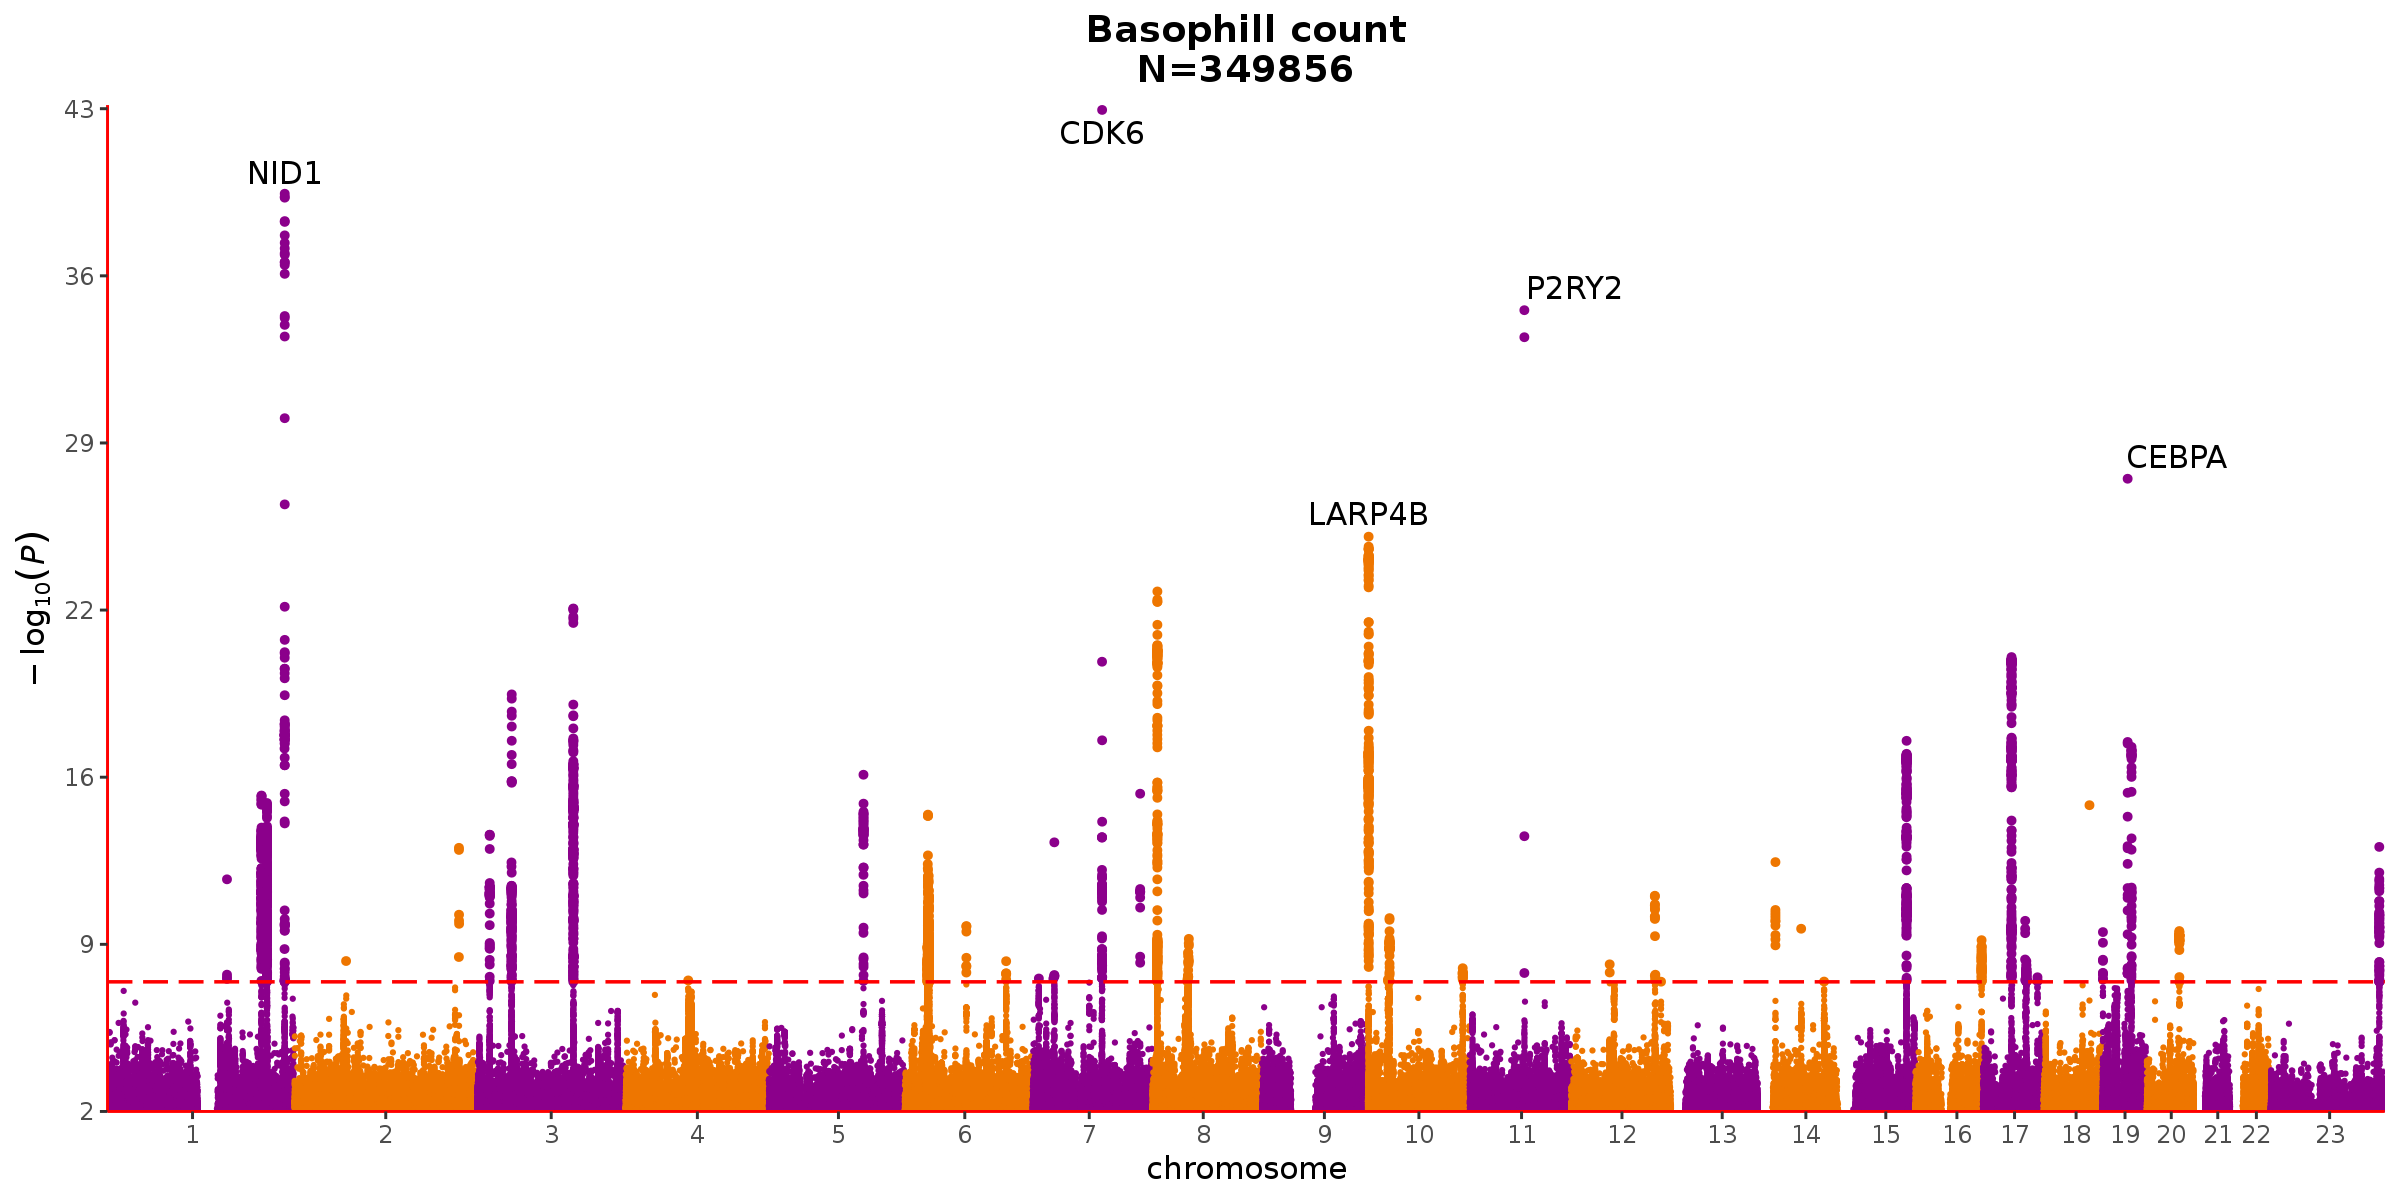 Basophill count
N=349856
43
CDK6
NID1
36
P2RY2
29
CEBPA
LARP4B
−log10(P)
22
16
9
2
1 2 3 4 5 6 7 8 9 10 11 12 13 14 15 16 17 18 19 20 21 22 23
chromosome